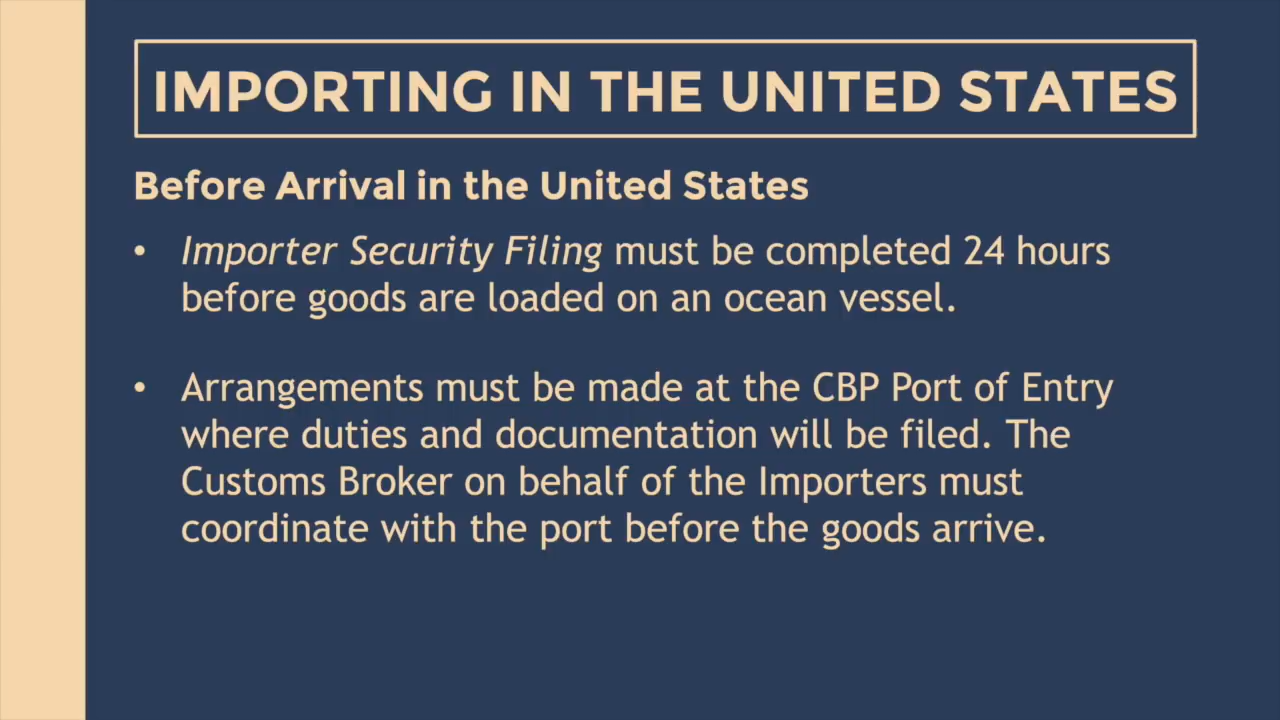 IMPORTING IN THE UNITED STATES
Before Arrival in the United States
• Importer Security Filing must be completed 24 hours
before goods are loaded on an ocean vessel.
• Arrangements must be made at the CBP Port of Entry
where duties and documentation will be filed. The
Customs Broker on behalf of the Importers must
coordinate with the port before the goods arrive.